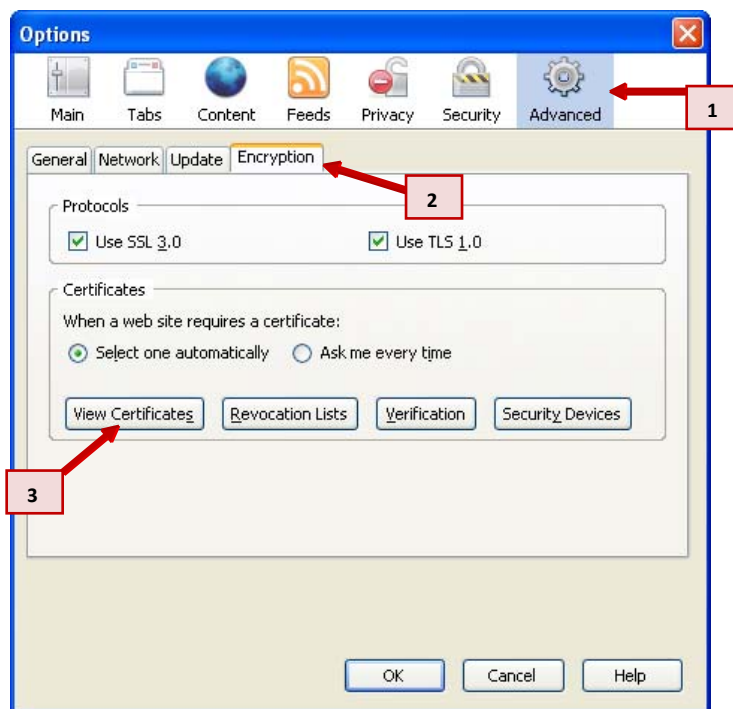 Options
Main Tabs Content Feeds Privacy Security Advanced
1
General Network Update Encryption
2
Protocols
Use SSL 3.0 Use TLS 1.0
Certificates
When a web site requires a certificate:
Select one automatically Ask me every time
View Certificates Revocation Lists Verification Security Devices
3
OK Cancel Help